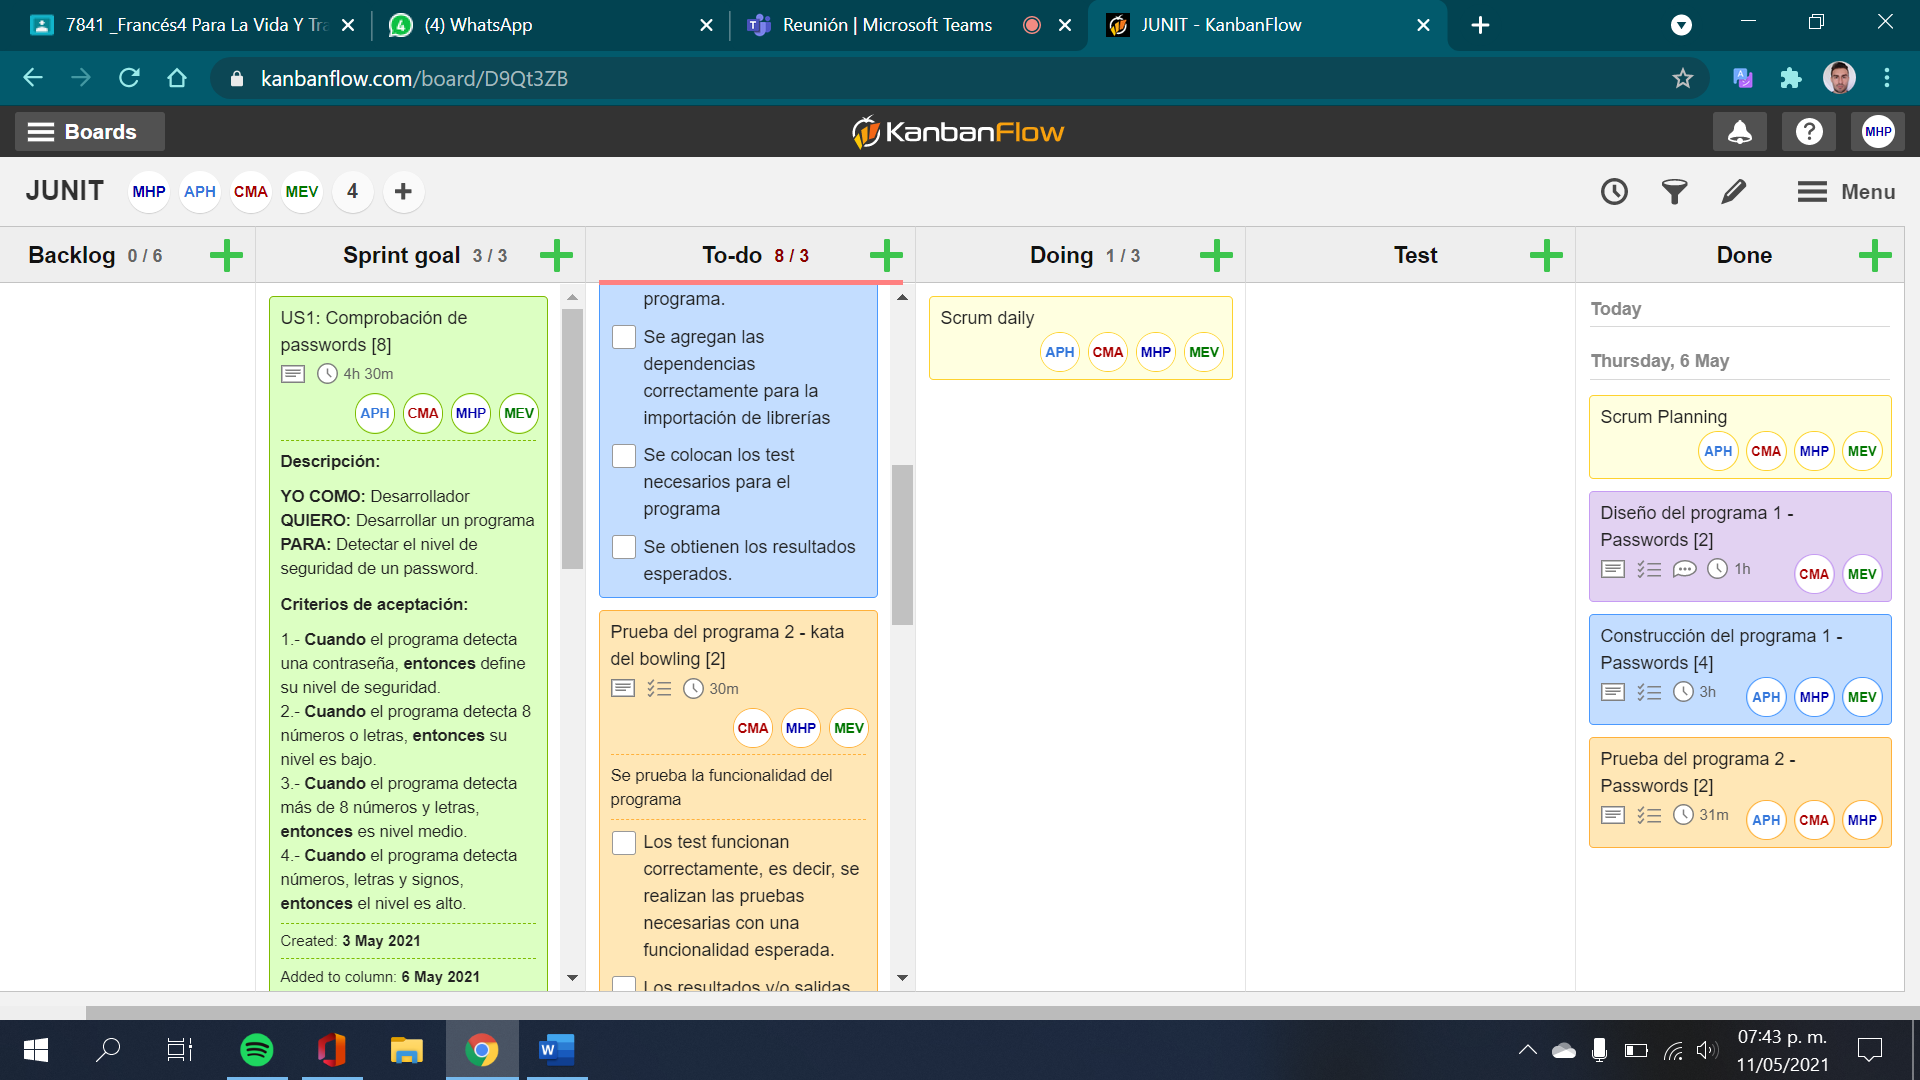 7841 _Francés4 Para La Vida Y Tra
(4) WhatsApp
Reunión | Microsoft Teams
JUNIT - KanbanFlow
kanbanflow.com/board/D9Qt3ZB
Boards
KanbanFlow
MHP
JUNIT
MHP APH CMA MEV 4
Menu
Backlog 0 / 6
Sprint goal 3 / 3
To-do 8 / 3
Doing 1 / 3
Test
Done
US1: Comprobación de
passwords [8]
4h 30m
APH CMA MHP MEV
Descripción:
YO COMO: Desarrollador
QUIERO: Desarrollar un programa
PARA: Detectar el nivel de
seguridad de un password.
Criterios de aceptación:
1.- Cuando el programa detecta
una contraseña, entonces define
su nivel de seguridad.
2.- Cuando el programa detecta 8
números o letras, entonces su
nivel es bajo.
3.- Cuando el programa detecta
más de 8 números y letras,
entonces es nivel medio.
4.- Cuando el programa detecta
números, letras y signos,
entonces el nivel es alto.
Created: 3 May 2021
Added to column: 6 May 2021
programa.
Se agregan las
dependencias
correctamente para la
importación de librerías
Se colocan los test
necesarios para el
programa
Se obtienen los resultados
esperados.
Prueba del programa 2 - kata
del bowling [2]
30m
CMA MHP MEV
Se prueba la funcionalidad del
programa
Los test funcionan
correctamente, es decir, se
realizan las pruebas
necesarias con una
funcionalidad esperada.
Los resultados y/o salidas
Scrum daily
APH CMA MHP MEV
Today
Thursday, 6 May
Scrum Planning
APH CMA MHP MEV
Diseño del programa 1 -
Passwords [2]
1h
CMA MEV
Construcción del programa 1 -
Passwords [4]
3h
APH MHP MEV
Prueba del programa 2 -
Passwords [2]
31m
APH CMA MHP
07:43 p. m.
11/05/2021